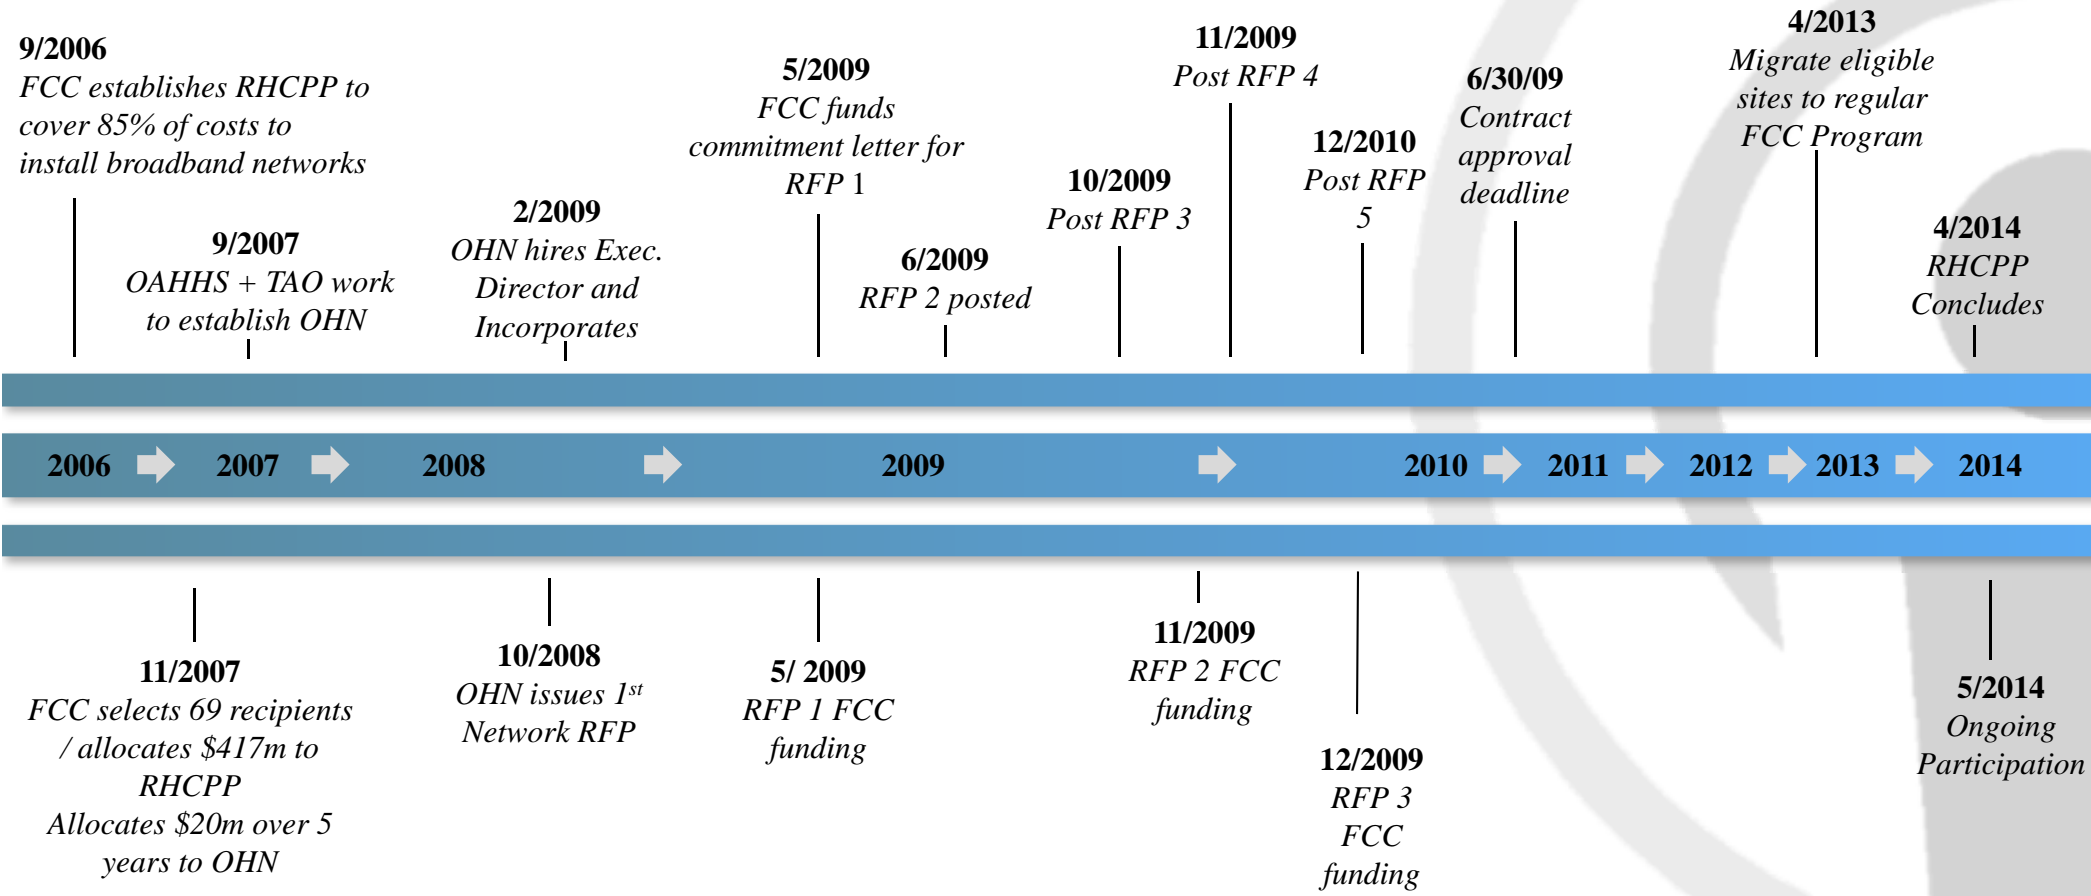 9/2006
FCC establishes RHCPP to
cover 85% of costs to
install broadband networks
9/2007
OAHHS + TAO work
to establish OHN
2/2009
OHN hires Exec.
Director and
Incorporates
5/2009
FCC funds
commitment letter for
RFP 1
6/2009
RFP 2 posted
10/2009
Post RFP 3
11/2009
Post RFP 4
12/2010
Post RFP
5
6/30/09
Contract
approval
deadline
4/2013
Migrate eligible
sites to regular
FCC Program
4/2014
RHCPP
Concludes
2006 2007 2008 2009 2010 2011 2012 2013 2014
11/2007
FCC selects 69 recipients
/ allocates $417m to
RHCPP
Allocates $20m over 5
years to OHN
10/2008
OHN issues 1st
Network RFP
5/ 2009
RFP 1 FCC
funding
11/2009
RFP 2 FCC
funding
12/2009
RFP 3
FCC
funding
5/2014
Ongoing
Participation